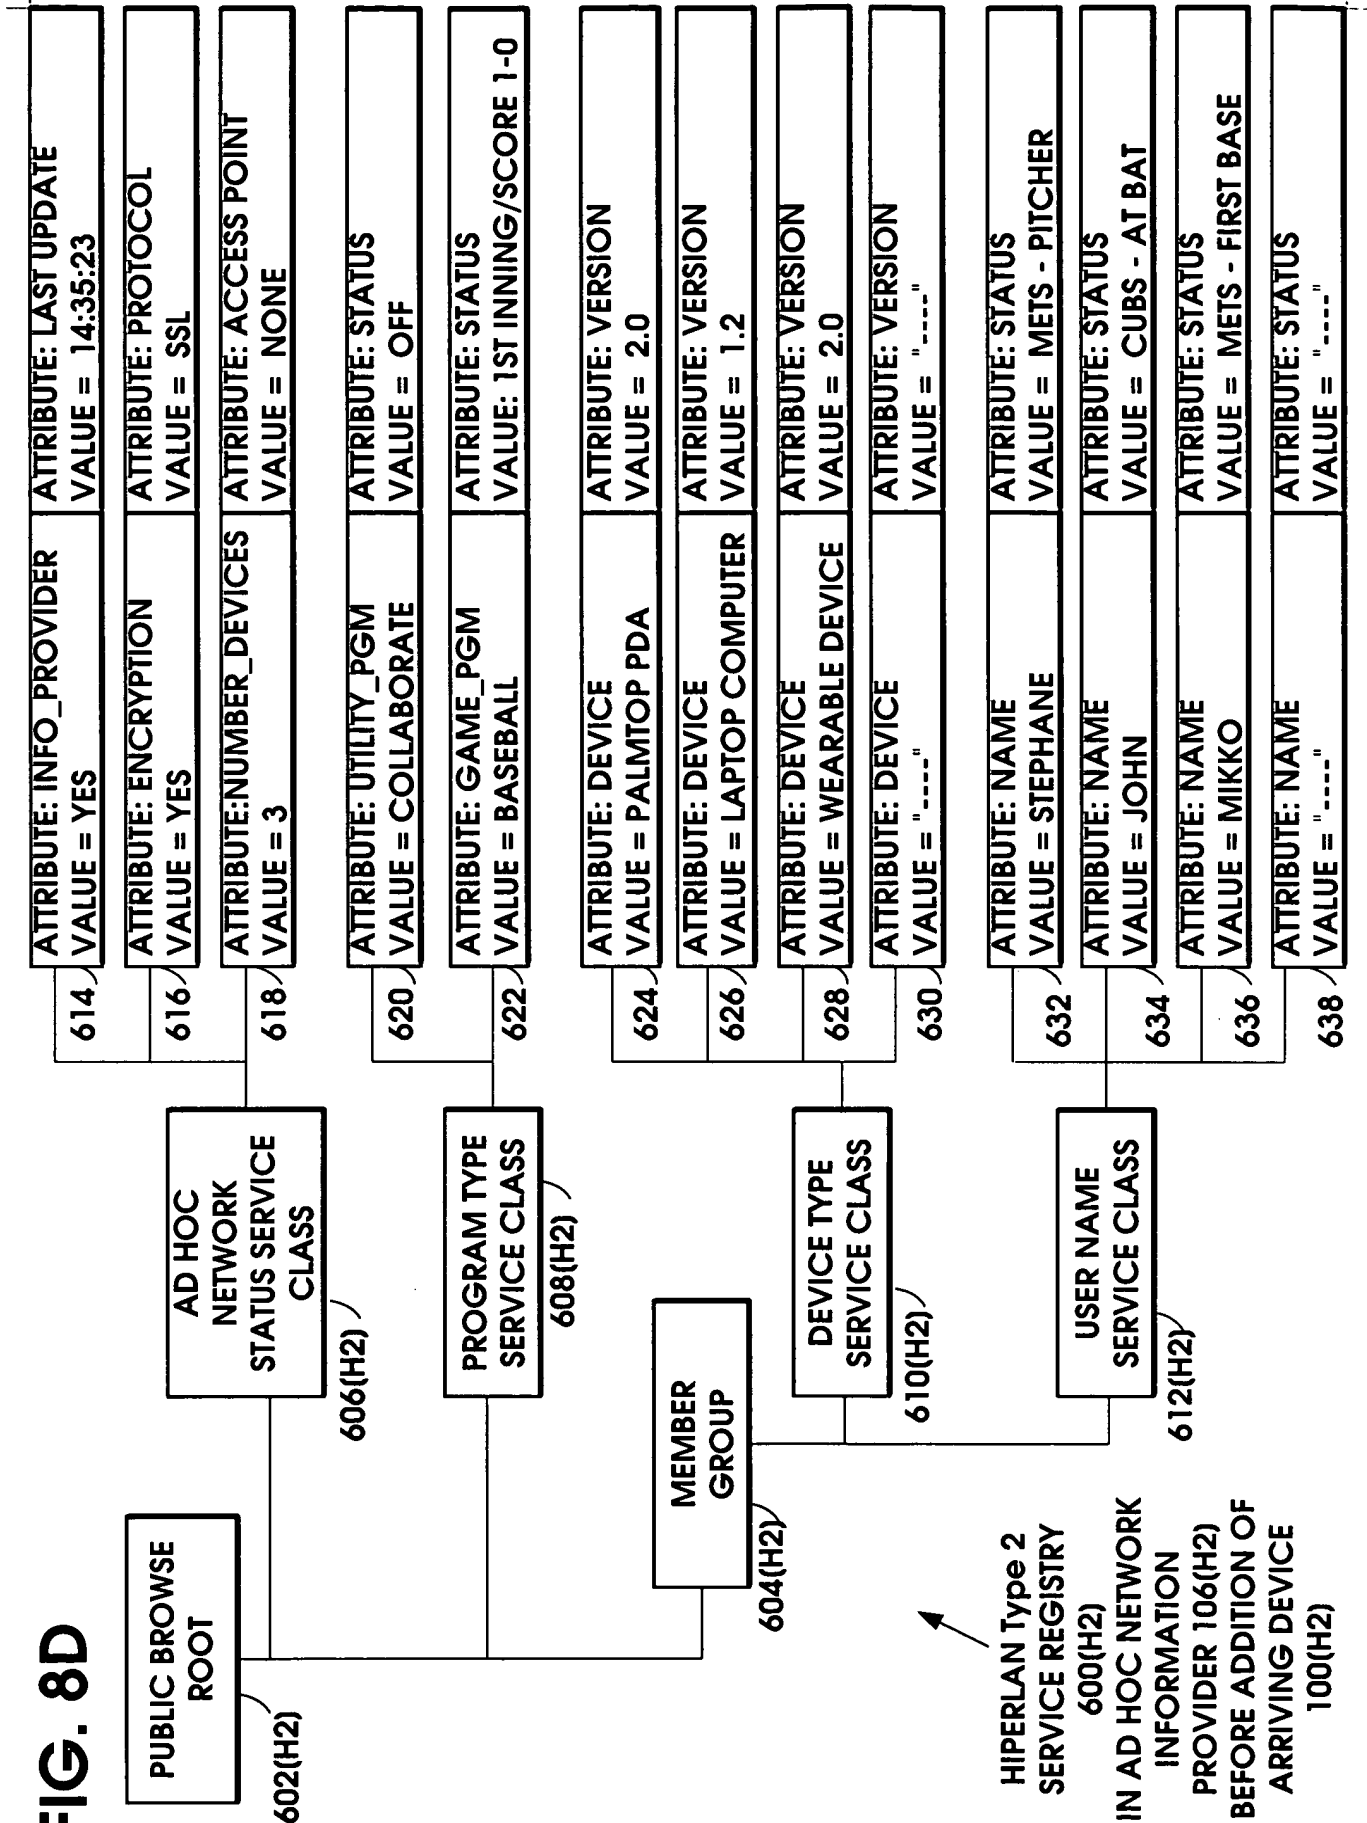 FIG. 8D
PUBLIC BROWSE
ROOT
602(H2)
AD HOC
NETWORK
STATUS SERVICE
CLASS
606(H2)
PROGRAM TYPE
SERVICE CLASS
608(H2)
MEMBER
GROUP
604(H2)
DEVICE TYPE
SERVICE CLASS
610(H2)
USER NAME
SERVICE CLASS
612(H2)
614
ATTRIBUTE: INFO_PROVIDER
VALUE = YES
ATTRIBUTE: LAST UPDATE
VALUE = 14:35:23
616
ATTRIBUTE: ENCRYPTION
VALUE = YES
ATTRIBUTE: PROTOCOL
VALUE = SSL
618
ATTRIBUTE:NUMBER_DEVICES
VALUE = 3
ATTRIBUTE: ACCESS POINT
VALUE = NONE
620
ATTRIBUTE: UTILITY_PGM
VALUE = COLLABORATE
ATTRIBUTE: STATUS
VALUE = OFF
622
ATTRIBUTE: GAME_PGM
VALUE = BASEBALL
ATTRIBUTE: STATUS
VALUE: 1ST INNING/SCORE 1-0
624
ATTRIBUTE: DEVICE
VALUE = PALMTOP PDA
ATTRIBUTE: VERSION
VALUE = 2.0
626
ATTRIBUTE: DEVICE
VALUE = LAPTOP COMPUTER
ATTRIBUTE: VERSION
VALUE = 1.2
628
ATTRIBUTE: DEVICE
VALUE = WEARABLE DEVICE
ATTRIBUTE: VERSION
VALUE = 2.0
630
ATTRIBUTE: DEVICE
VALUE = "----"
ATTRIBUTE: VERSION
VALUE = "----"
632
ATTRIBUTE: NAME
VALUE = STEPHANE
ATTRIBUTE: STATUS
VALUE = METS - PITCHER
634
ATTRIBUTE: NAME
VALUE = JOHN
ATTRIBUTE: STATUS
VALUE = CUBS - AT BAT
636
ATTRIBUTE: NAME
VALUE = MIKKO
ATTRIBUTE: STATUS
VALUE = METS - FIRST BASE
638
ATTRIBUTE: NAME
VALUE = "----"
ATTRIBUTE: STATUS
VALUE = "----"
HIPERLAN Type 2
SERVICE REGISTRY
600(H2)
IN AD HOC NETWORK
INFORMATION
PROVIDER 106(H2)
BEFORE ADDITION OF
ARRIVING DEVICE
100(H2)